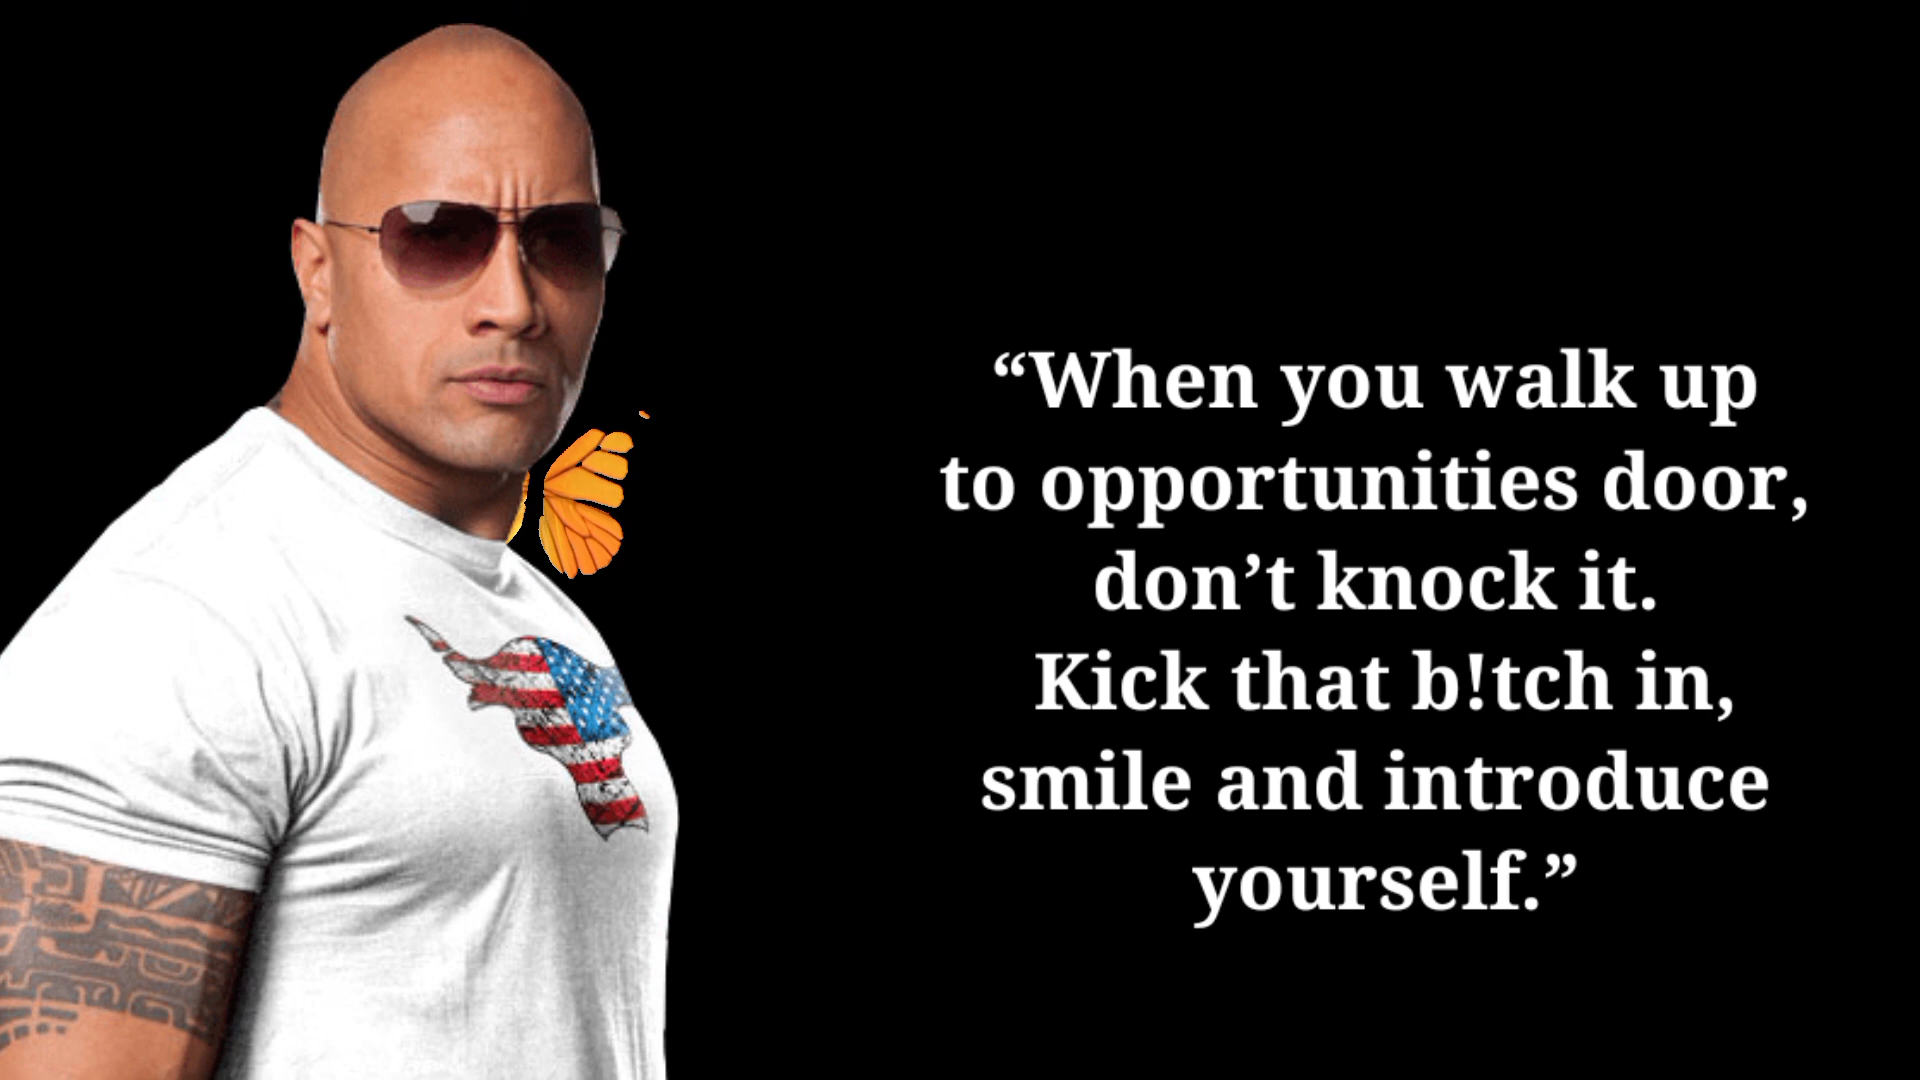 “When you walk up
to opportunities door,
don’t knock it.
Kick that b!tch in,
smile and introduce
yourself.”